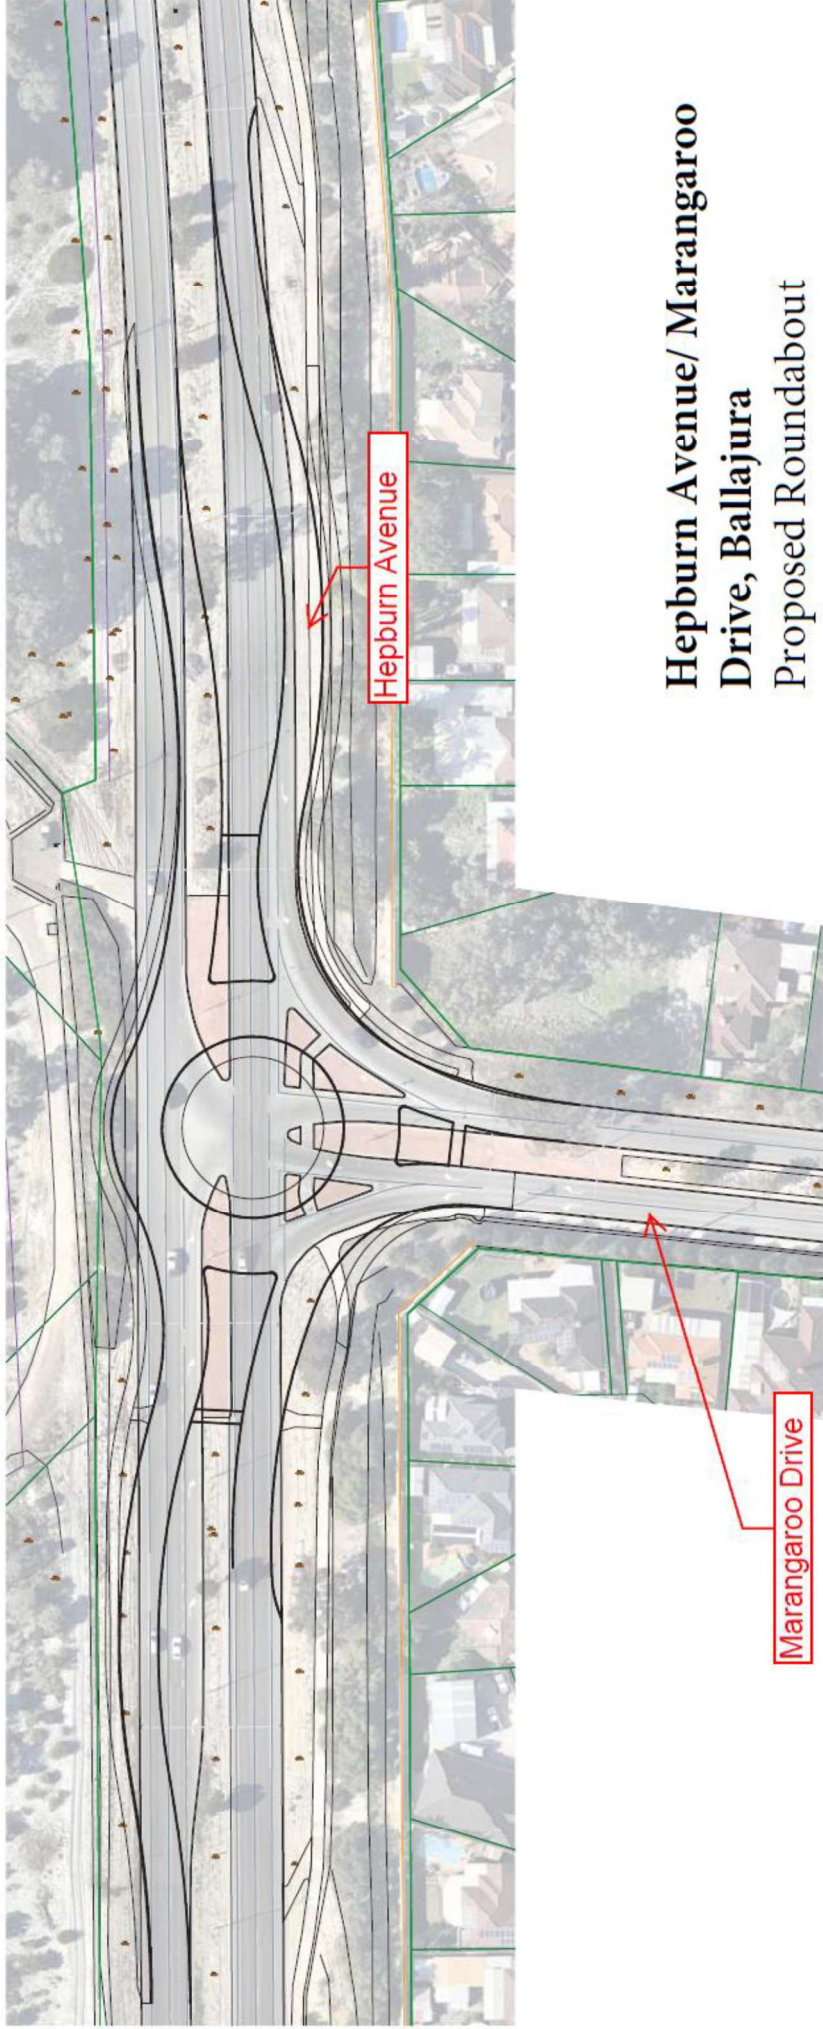 Hepburn Avenue/ Marangaroo
Drive, Ballajura
Proposed Roundabout
Hepburn Avenue
Marangaroo Drive